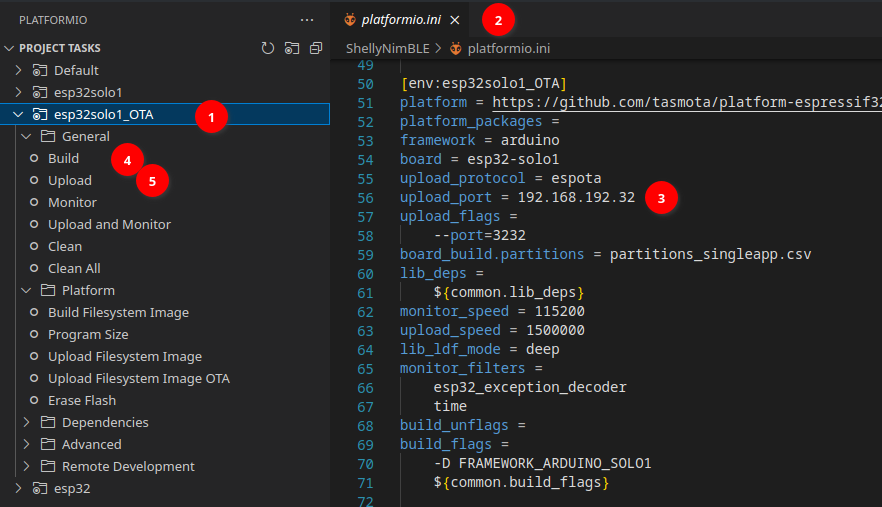 PLATFORMIO
PROJECT TASKS
Default
esp32solo1
esp32solo1_OTA
1
General
Build
4
Upload
5
Monitor
Upload and Monitor
Clean
Clean All
Platform
Build Filesystem Image
Program Size
Upload Filesystem Image
Upload Filesystem Image OTA
Erase Flash
Dependencies
Advanced
Remote Development
esp32
platformio.ini
2
ShellyNimBLE > platformio.ini
49
50 [env:esp32solo1_OTA]
51 platform = https://github.com/tasmota/platform-espressif32
52 platform_packages =
53 framework = arduino
54 board = esp32-solo1
55 upload_protocol = espota
56 upload_port = 192.168.192.32
3
57 upload_flags =
58 --port=3232
59 board_build.partitions = partitions_singleapp.csv
60 lib_deps =
61 ${common.lib_deps}
62 monitor_speed = 115200
63 upload_speed = 1500000
64 lib_ldf_mode = deep
65 monitor_filters =
66 esp32_exception_decoder
67 time
68 build_unflags =
69 build_flags =
70 -D FRAMEWORK_ARDUINO_SOLO1
71 ${common.build_flags}
72